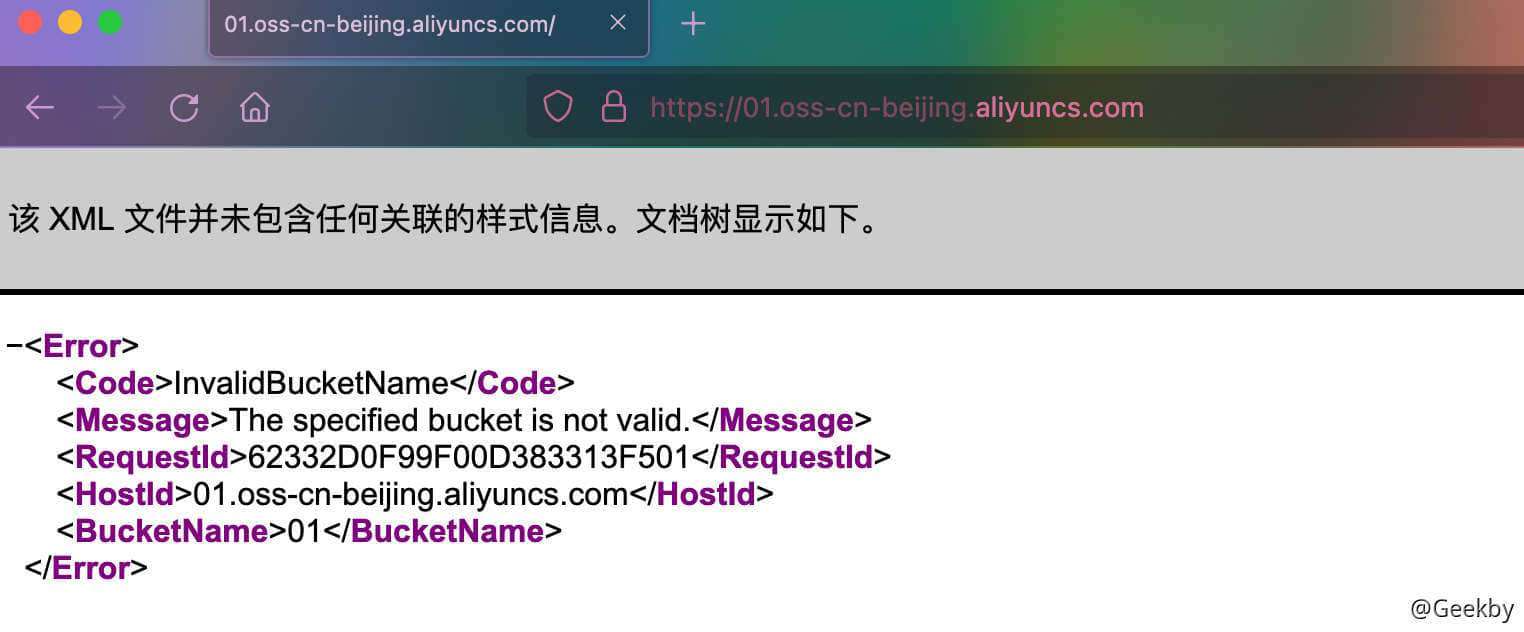 01.oss-cn-beijing.aliyuncs.com/
https://01.oss-cn-beijing.aliyuncs.com
该 XML 文件并未包含任何关联的样式信息。文档树显示如下。
−<Error>
<Code>InvalidBucketName</Code>
<Message>The specified bucket is not valid.</Message>
<RequestId>62332D0F99F00D383313F501</RequestId>
<HostId>01.oss-cn-beijing.aliyuncs.com</HostId>
<BucketName>01</BucketName>
</Error>
@Geekby